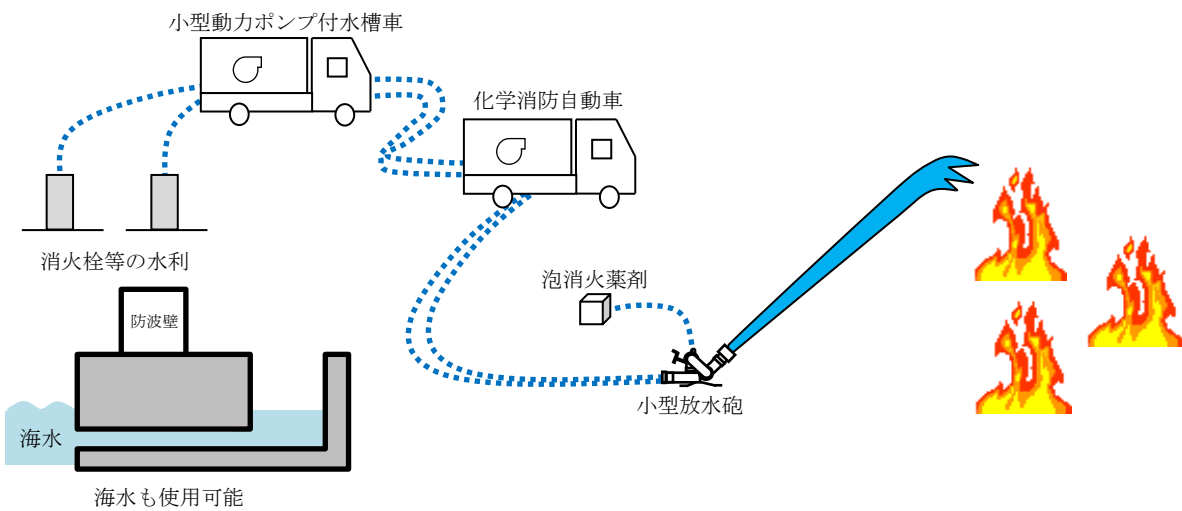 小型動力ポンプ付水槽車
化学消防自動車
消火栓等の水利
泡消火薬剤
防波壁
小型放水砲
海水
海水も使用可能